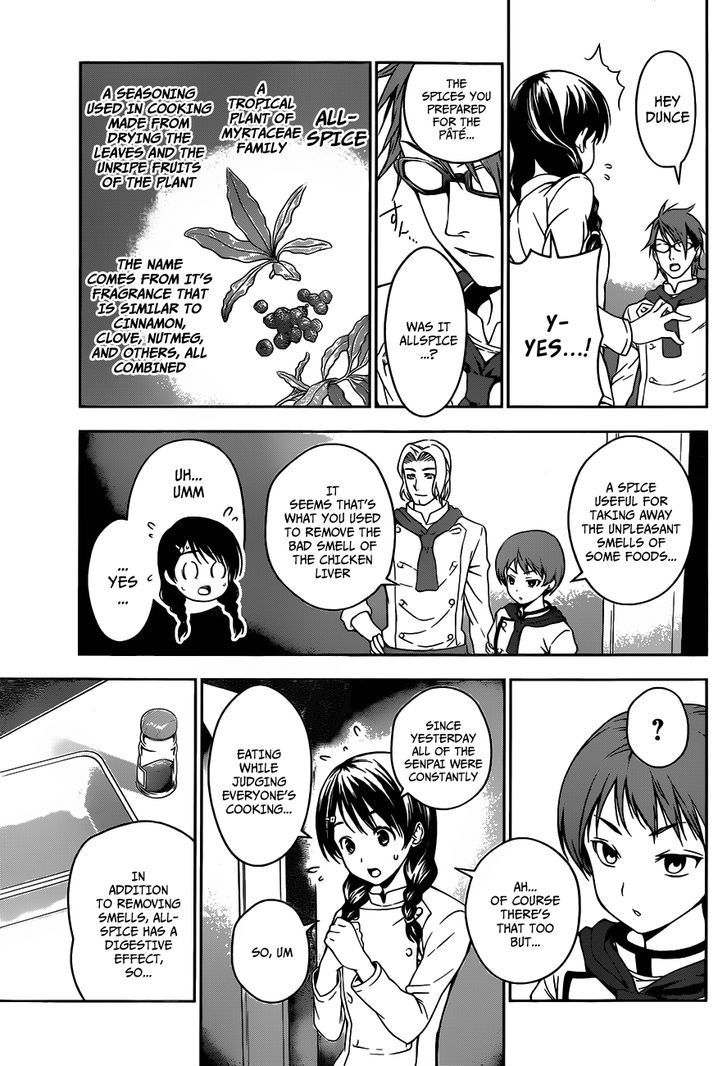 HEY
DUNCE
Y-
YES...!
THE
SPICES YOU
PREPARED
FOR THE
PÂTÉ...
WAS IT
ALLSPICE
...?
ALL-
SPICE
A
TROPICAL
PLANT OF
MYRTACEAE
FAMILY
A SEASONING
USED IN COOKING
MADE FROM
DRYING THE
LEAVES AND THE
UNRIPE FRUITS
OF THE PLANT
THE NAME
COMES FROM IT'S
FRAGRANCE THAT
IS SIMILAR TO
CINNAMON,
CLOVE, NUTMEG,
AND OTHERS, ALL
COMBINED
A SPICE
USEFUL FOR
TAKING AWAY
THE UNPLEASANT
SMELLS OF
SOME FOODS...
IT
SEEMS THAT'S
WHAT YOU USED
TO REMOVE THE
BAD SMELL OF
THE CHICKEN
LIVER
UH...
UMM
...
YES
...
?
AH...
OF COURSE
THERE'S
THAT TOO
BUT...
SINCE
YESTERDAY
ALL OF THE
SENPAI WERE
CONSTANTLY
EATING
WHILE
JUDGING
EVERYONE'S
COOKING...
SO, UM
IN
ADDITION
TO REMOVING
SMELLS, ALL-
SPICE HAS A
DIGESTIVE
EFFECT,
SO...